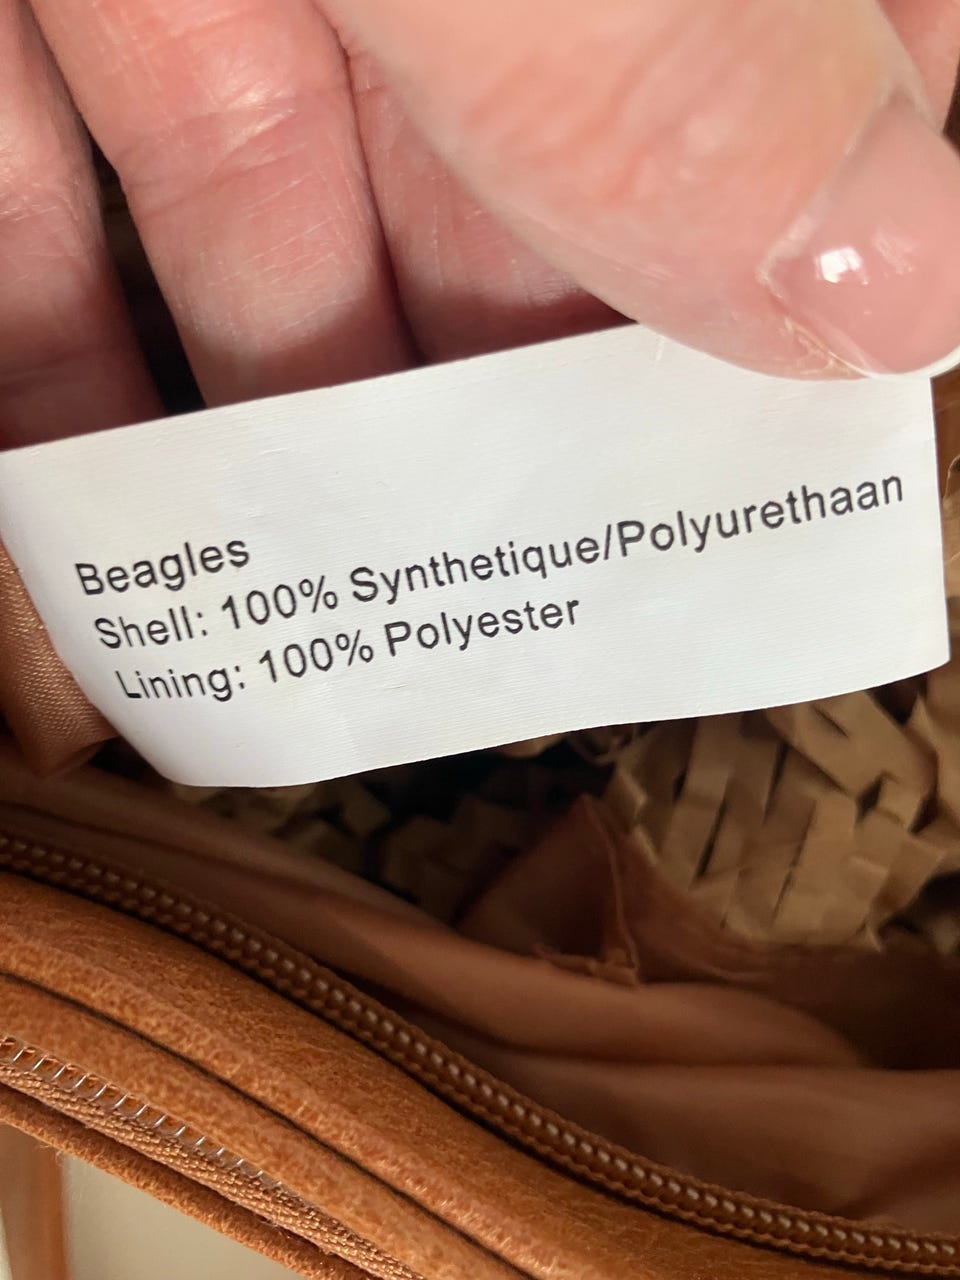 Beagles
Shell: 100% Synthetique/Polyurethaan
Lining: 100% Polyester